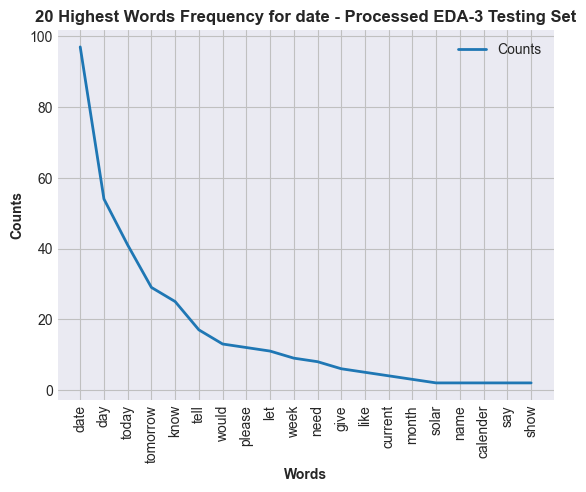 20 Highest Words Frequency for date - Processed EDA-3 Testing Set
Counts
100
80
60
40
20
0
Counts
date
day
today
tomorrow
know
tell
would
please
let
week
need
give
like
current
month
solar
name
calender
say
show
Words